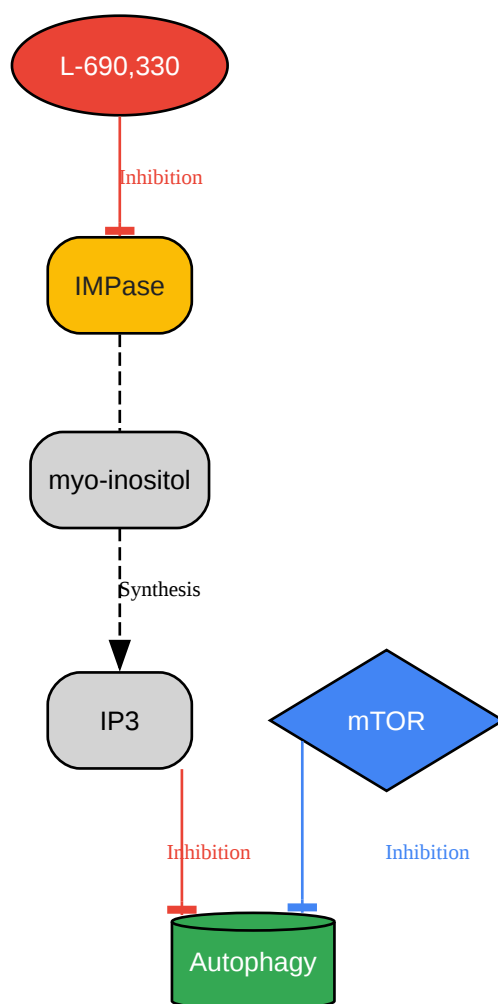 L-690,330
Inhibition
IMPase
myo-inositol
Synthesis
IP3
mTOR
Inhibition
Inhibition
Autophagy